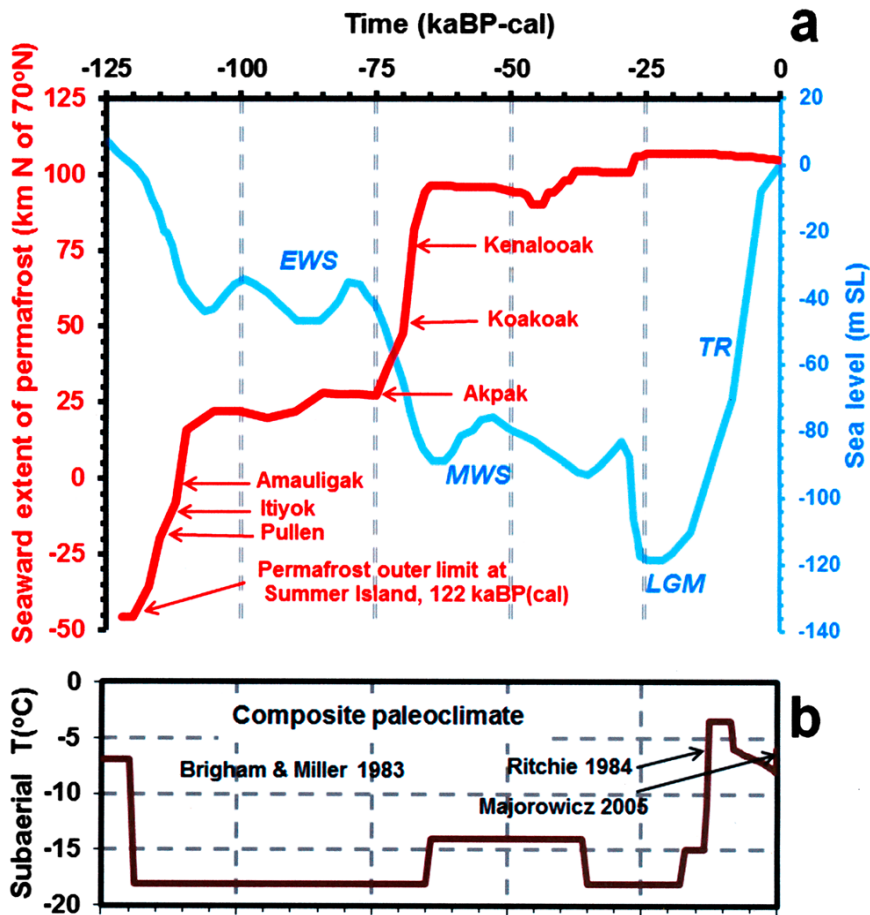 Time (kaBP-cal)
a
-125 -100 -75 -50 -25 0
Seaward extent of permafrost (km N of 70ºN)
125
100
75
50
25
0
-25
-50
20
0
-20
-40
-60
-80
-100
-120
-140
Sea level (m SL)
EWS
Kenalooak
Koakoak
TR
Akpak
MWS
Amauligak
Itiyok
Pullen
LGM
Permafrost outer limit at
Summer Island, 122 kaBP(cal)
b
Subaerial T(ºC)
0
-5
-10
-15
-20
Composite paleoclimate
Brigham & Miller 1983
Ritchie 1984
Majorowicz 2005